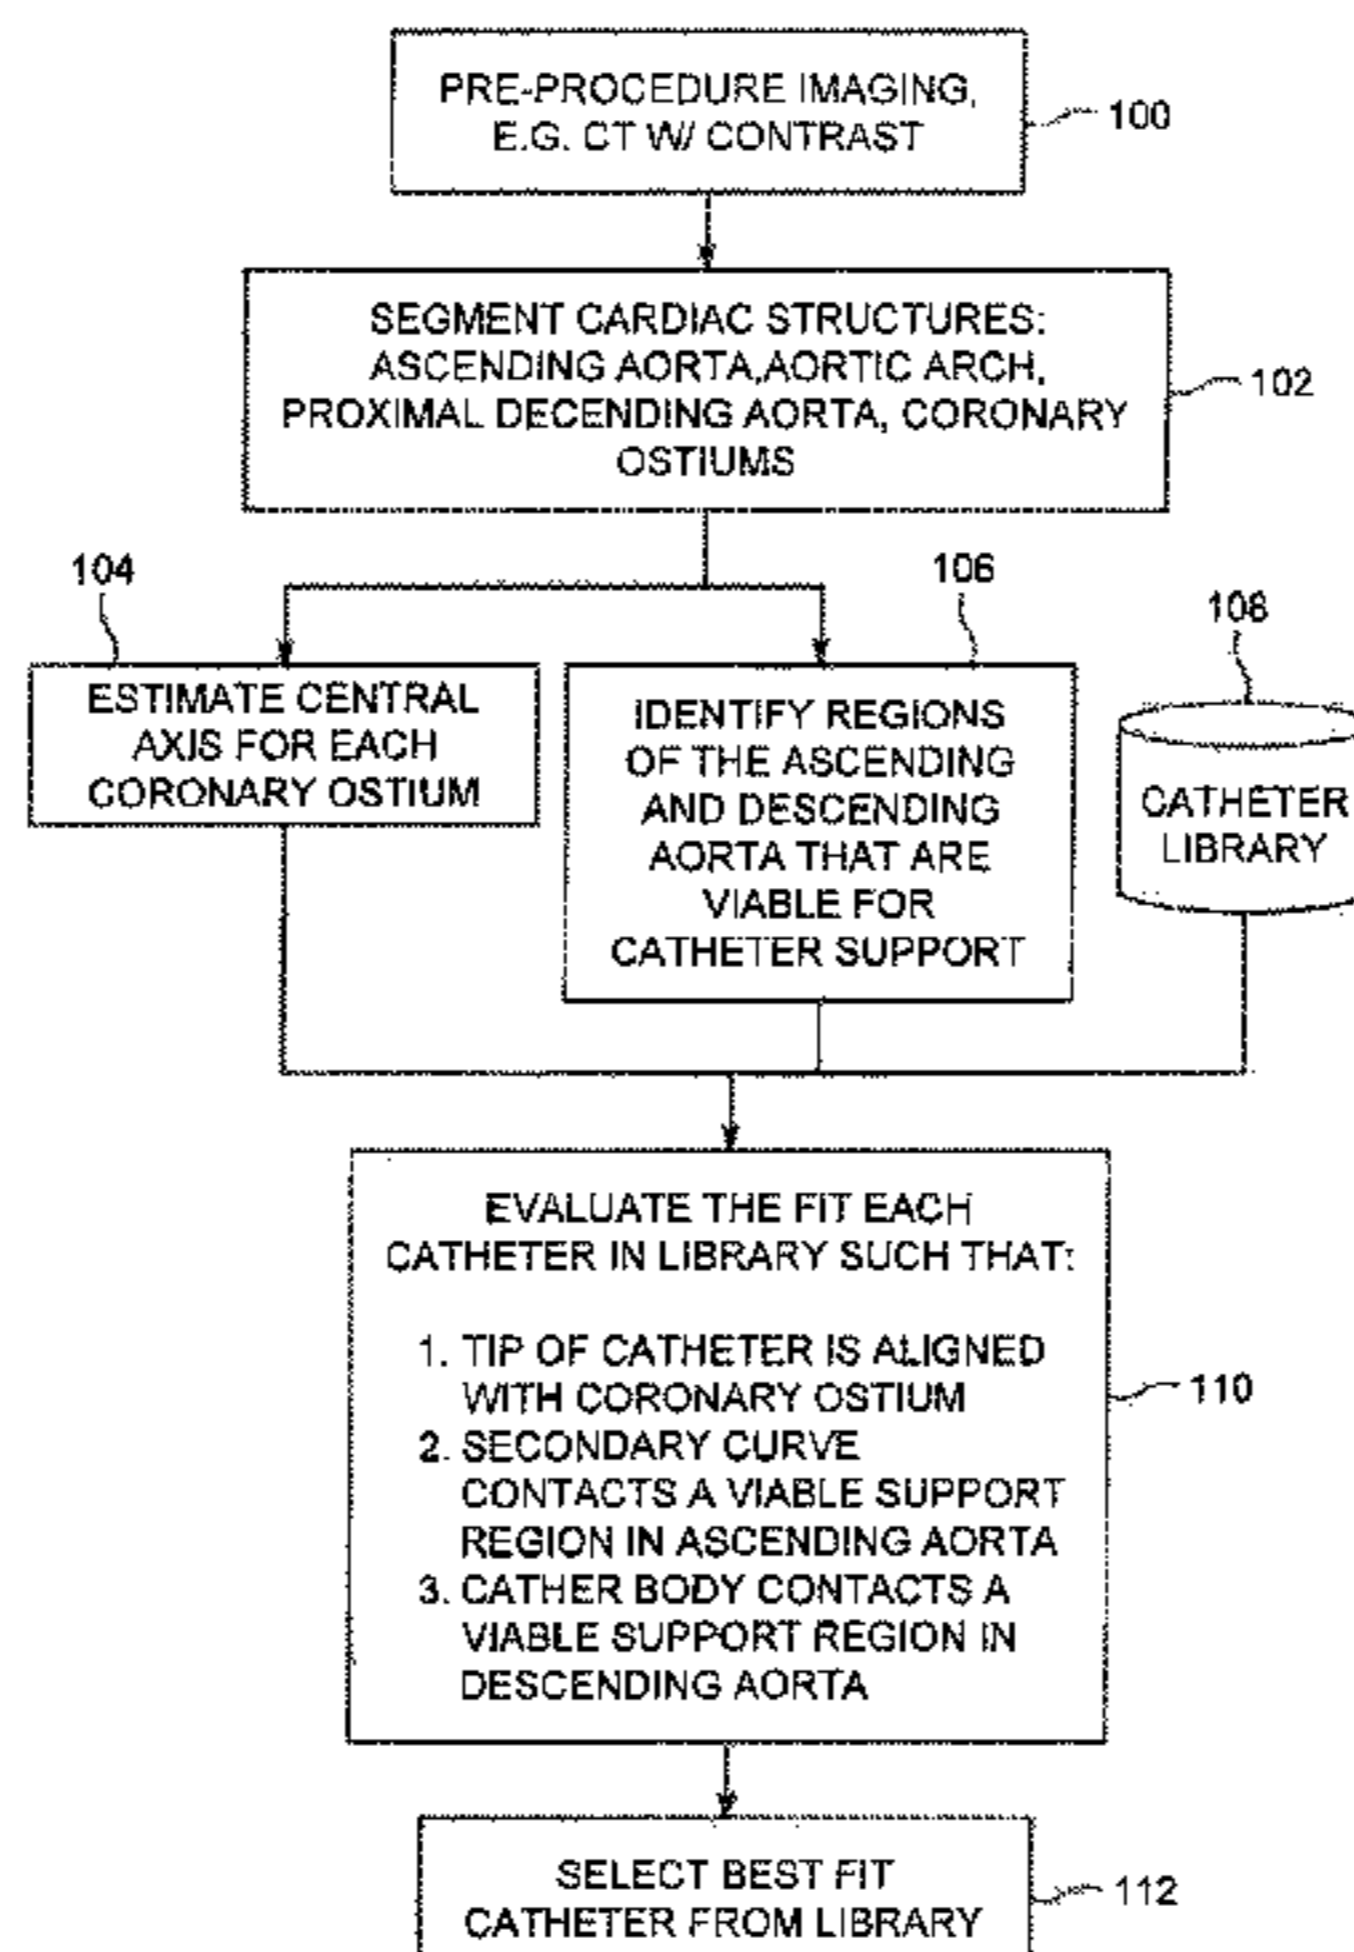 PRE-PROCEDURE IMAGING,
E.G. CT W/ CONTRAST
100
SEGMENT CARDIAC STRUCTURES:
ASCENDING AORTA,AORTIC ARCH,
PROXIMAL DECENDING AORTA, CORONARY
OSTIUMS
102
104
106
108
ESTIMATE CENTRAL
AXIS FOR EACH
CORONARY OSTIUM
IDENTIFY REGIONS
OF THE ASCENDING
AND DESCENDING
AORTA THAT ARE
VIABLE FOR
CATHETER SUPPORT
CATHETER
LIBRARY
EVALUATE THE FIT EACH
CATHETER IN LIBRARY SUCH THAT:
1. TIP OF CATHETER IS ALIGNED
WITH CORONARY OSTIUM
2. SECONDARY CURVE
CONTACTS A VIABLE SUPPORT
REGION IN ASCENDING AORTA
3. CATHER BODY CONTACTS A
VIABLE SUPPORT REGION IN
DESCENDING AORTA
110
SELECT BEST FIT
CATHETER FROM LIBRARY
112